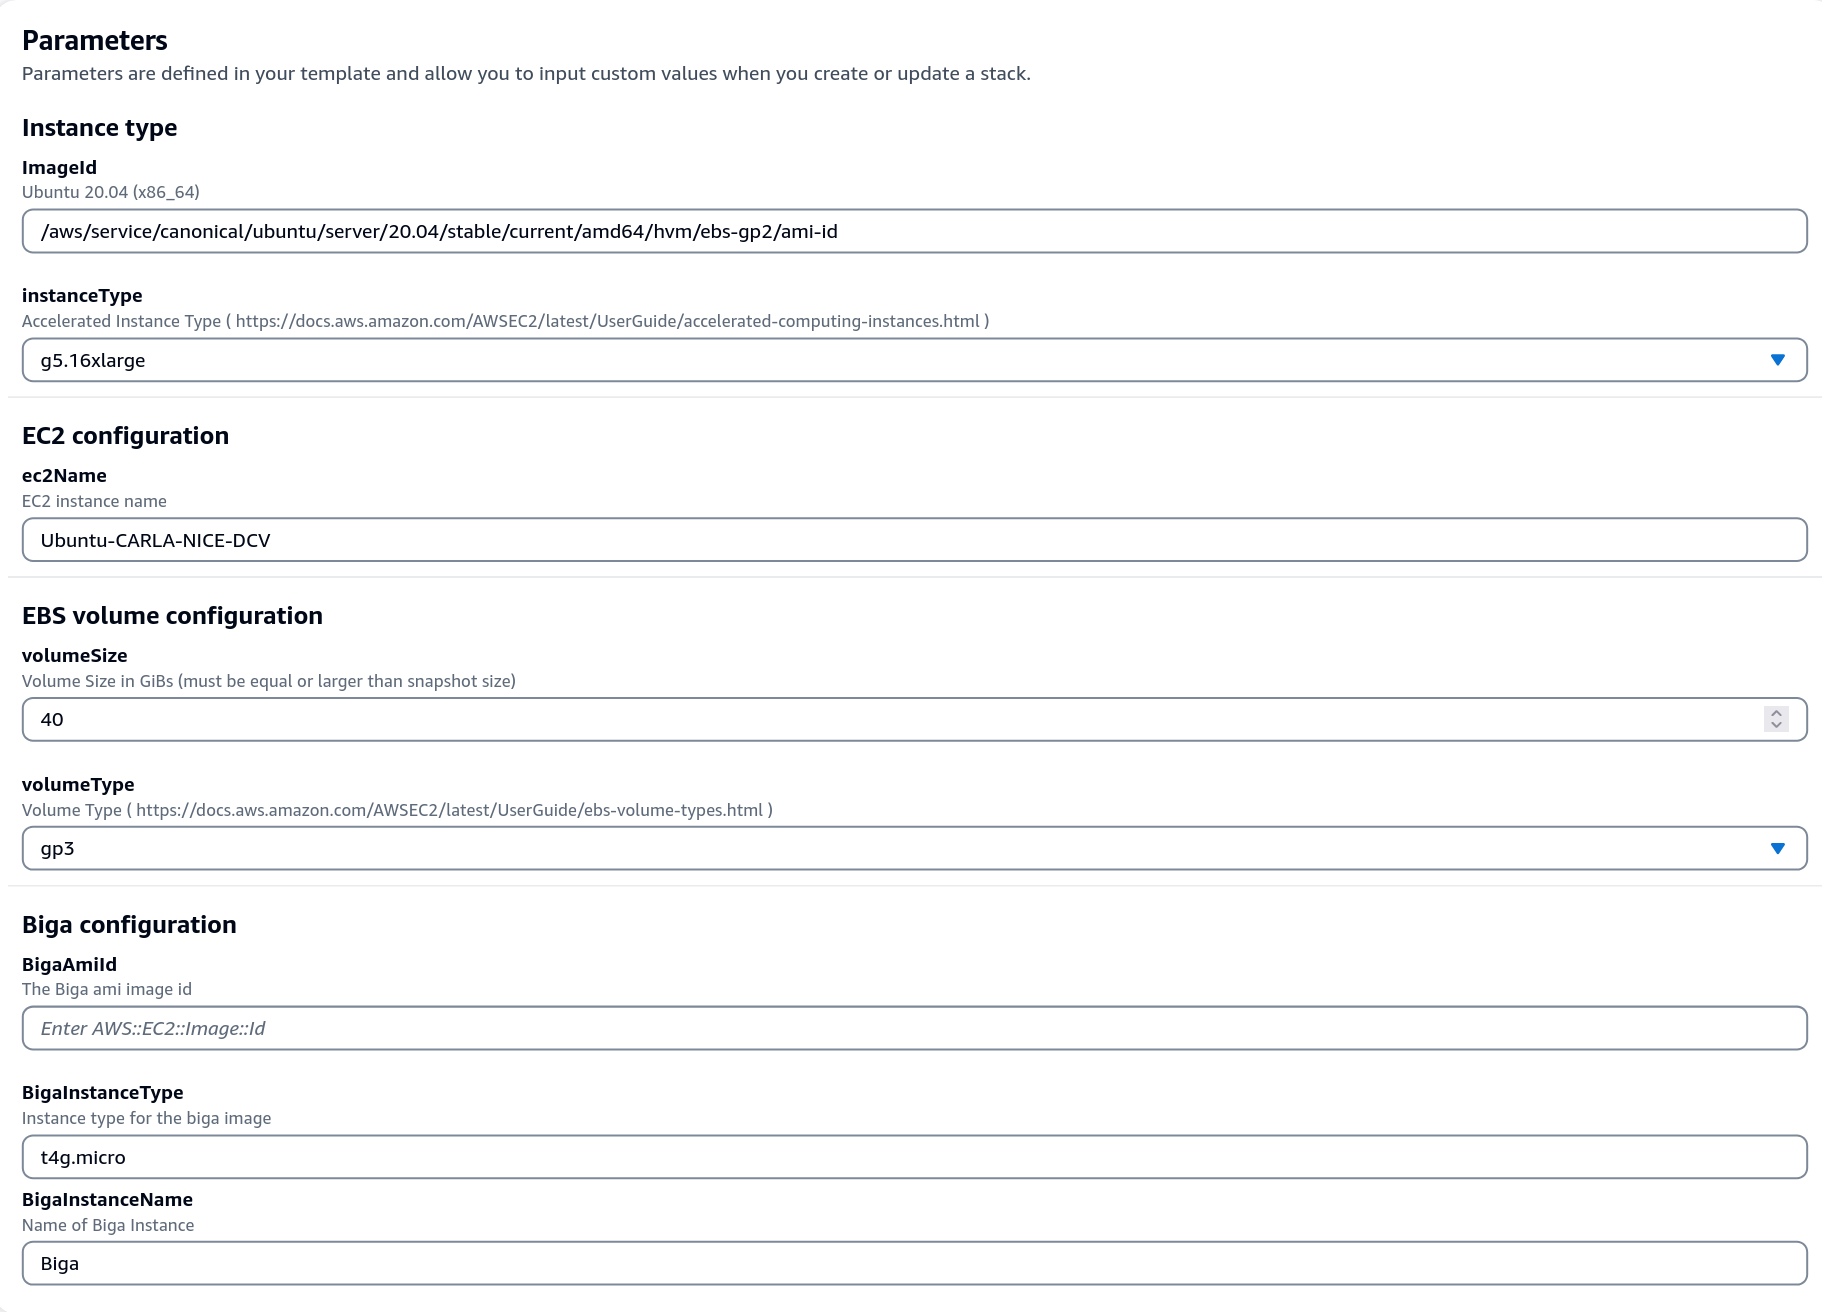 Parameters
Parameters are defined in your template and allow you to input custom values when you create or update a stack.
Instance type
ImageId
Ubuntu 20.04 (x86_64)
/aws/service/canonical/ubuntu/server/20.04/stable/current/amd64/hvm/ebs-gp2/ami-id
instanceType
Accelerated Instance Type ( https://docs.aws.amazon.com/AWSEC2/latest/UserGuide/accelerated-computing-instances.html )
g5.16xlarge
EC2 configuration
ec2Name
EC2 instance name
Ubuntu-CARLA-NICE-DCV
EBS volume configuration
volumeSize
Volume Size in GiBs (must be equal or larger than snapshot size)
40
volumeType
Volume Type ( https://docs.aws.amazon.com/AWSEC2/latest/UserGuide/ebs-volume-types.html )
gp3
Biga configuration
BigaAmiId
The Biga ami image id
Enter AWS::EC2::Image::Id
BigaInstanceType
Instance type for the biga image
t4g.micro
BigaInstanceName
Name of Biga Instance
Biga